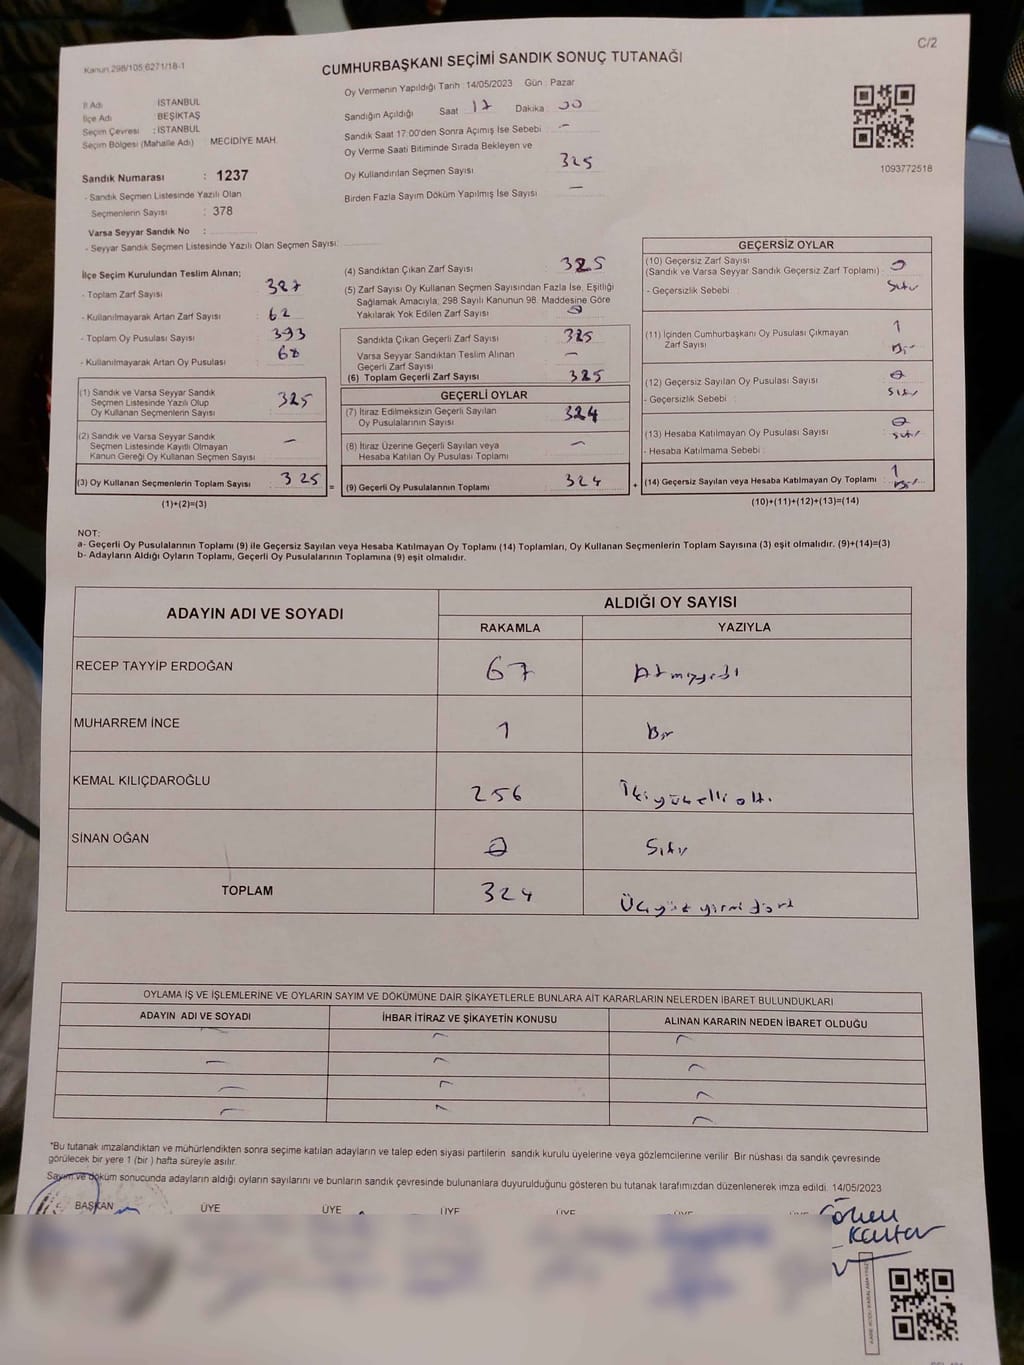 C/2
Kanun 298/105 6271/18-1
CUMHURBAŞKANI SEÇİMİ SANDIK SONUÇ TUTANAĞI
Oy Vermenin Yapıldığı Tarih : 14/05/2023 Gün : Pazar
İl Adı : İSTANBUL
İlçe Adı : BEŞİKTAŞ
Seçim Çevresi : İSTANBUL
Seçim Bölgesi (Mahalle Adı) : MECİDİYE MAH.
Sandığın Açıldığı Saat 17 Dakika 00
Sandık Saat 17:00'den Sonra Açımış İse Sebebi : -
Oy Verme Saati Bitiminde Sırada Bekleyen ve
Oy Kullandırılan Seçmen Sayısı 325
Birden Fazla Sayım Döküm Yapılmış İse Sayısı -
1093772518
Sandık Numarası : 1237
- Sandık Seçmen Listesinde Yazılı Olan
Seçmenlerin Sayısı : 378
Varsa Seyyar Sandık No :
- Seyyar Sandık Seçmen Listesinde Yazılı Olan Seçmen Sayısı:
İlçe Seçim Kurulundan Teslim Alınan;
- Toplam Zarf Sayısı : 387
- Kullanılmayarak Artan Zarf Sayısı : 62
- Toplam Oy Pusulası Sayısı : 393
- Kullanılmayarak Artan Oy Pusulası : 68
(1) Sandık ve Varsa Seyyar Sandık
Seçmen Listesinde Yazılı Olup
Oy Kullanan Seçmenlerin Sayısı : 325
(2) Sandık ve Varsa Seyyar Sandık
Seçmen Listesinde Kayıtlı Olmayan
Kanun Gereği Oy Kullanan Seçmen Sayısı : -
(3) Oy Kullanan Seçmenlerin Toplam Sayısı : 325
(1)+(2)=(3)
=
(4) Sandıktan Çıkan Zarf Sayısı : 325
(5) Zarf Sayısı Oy Kullanan Seçmen Sayısından Fazla İse, Eşitliği
Sağlamak Amacıyla, 298 Sayılı Kanunun 98. Maddesine Göre
Yakılarak Yok Edilen Zarf Sayısı : 0
Sandıkta Çıkan Geçerli Zarf Sayısı : 325
Varsa Seyyar Sandıktan Teslim Alınan
Geçerli Zarf Sayısı : -
(6) Toplam Geçerli Zarf Sayısı : 325
GEÇERLİ OYLAR
(7) İtiraz Edilmeksizin Geçerli Sayılan
Oy Pusulalarının Sayısı : 324
(8) İtiraz Üzerine Geçerli Sayılan veya
Hesaba Katılan Oy Pusulası Toplamı : -
(9) Geçerli Oy Pusulalarının Toplamı : 324
+
GEÇERSİZ OYLAR
(10) Geçersiz Zarf Sayısı
(Sandık ve Varsa Seyyar Sandık Geçersiz Zarf Toplamı) : 0
- Geçersizlik Sebebi : Sıfır
(11) İçinden Cumhurbaşkanı Oy Pusulası Çıkmayan
Zarf Sayısı : 1
Bir
(12) Geçersiz Sayılan Oy Pusulası Sayısı : 0
- Geçersizlik Sebebi : Sıfır
(13) Hesaba Katılmayan Oy Pusulası Sayısı : 0
Sıfır
- Hesaba Katılmama Sebebi :
(14) Geçersiz Sayılan veya Hesaba Katılmayan Oy Toplamı : 1
Bir
(10)+(11)+(12)+(13)=(14)
NOT:
a- Geçerli Oy Pusulalarının Toplamı (9) ile Geçersiz Sayılan veya Hesaba Katılmayan Oy Toplamı (14) Toplamları, Oy Kullanan Seçmenlerin Toplam Sayısına (3) eşit olmalıdır. (9)+(14)=(3)
b- Adayların Aldığı Oyların Toplamı, Geçerli Oy Pusulalarının Toplamına (9) eşit olmalıdır.
ADAYIN ADI VE SOYADI ALDIĞI OY SAYISI
RAKAMLA YAZIYLA
RECEP TAYYİP ERDOĞAN 67 Atmışyedi
MUHARREM İNCE 1 Bir
KEMAL KILIÇDAROĞLU 256 İkiyüzelli altı
SİNAN OĞAN 0 Sıfır
TOPLAM 324 Üçyüz yirmi dört
OYLAMA İŞ VE İŞLEMLERİNE VE OYLARIN SAYIM VE DÖKÜMÜNE DAİR ŞİKAYETLERLE BUNLARA AİT KARARLARIN NELERDEN İBARET BULUNDUKLARI
ADAYIN ADI VE SOYADI İHBAR İTİRAZ VE ŞİKAYETİN KONUSU ALINAN KARARIN NEDEN İBARET OLDUĞU
- - -
- - -
- - -
- - -
*Bu tutanak imzalandıktan ve mühürlendikten sonra seçime katılan adayların ve talep eden siyasi partilerin sandık kurulu üyelerine veya gözlemcilerine verilir. Bir nüshası da sandık çevresinde
görülecek bir yere 1 (bir) hafta süreyle asılır.
Sayım ve döküm sonucunda adayların aldığı oyların sayılarını ve bunların sandık çevresinde bulunanlara duyurulduğunu gösteren bu tutanak tarafımızdan düzenlenerek imza edildi. 14/05/2023
BAŞKAN ÜYE ÜYE ÜYE ÜYE